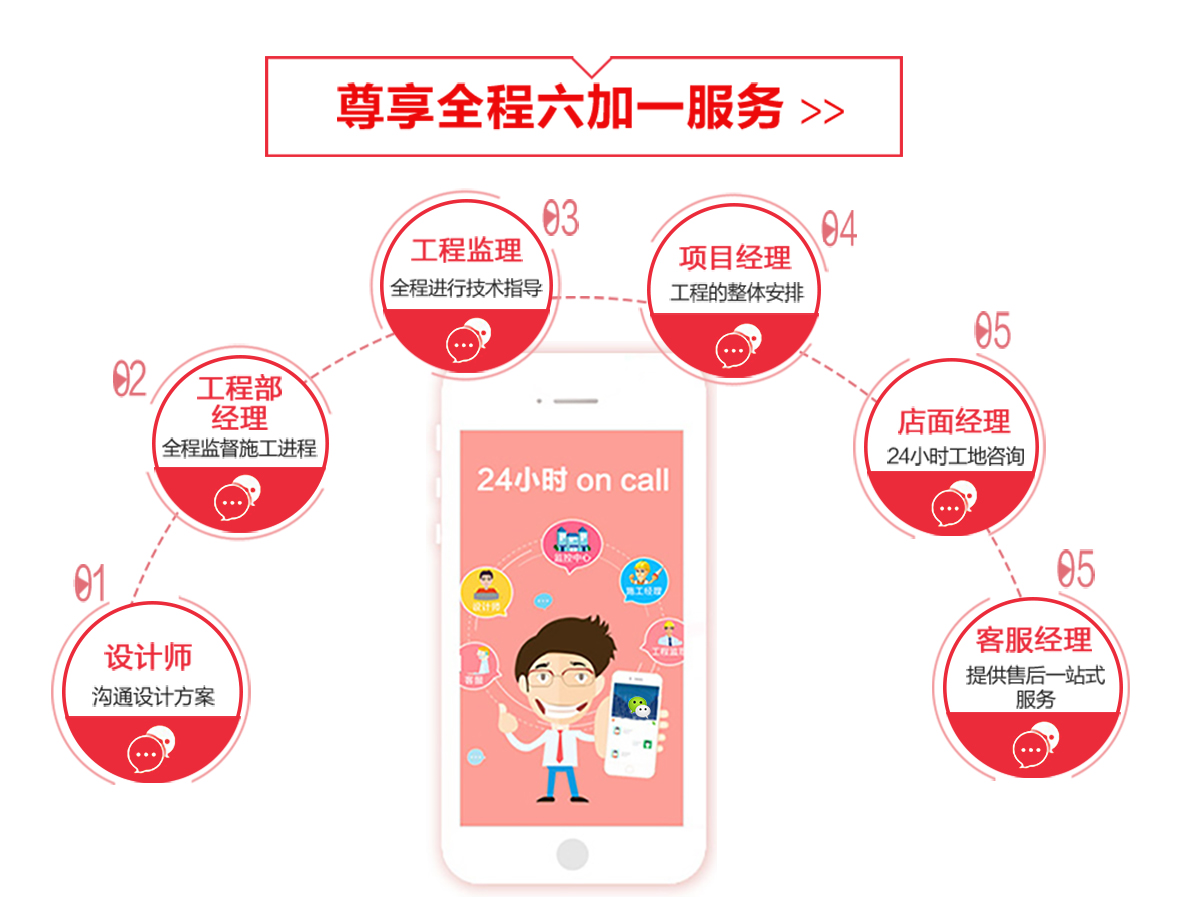 尊享全程六加一服务 >>
01
设计师
沟通设计方案
02
工程部
经理
全程监督施工进程
03
工程监理
全程进行技术指导
04
项目经理
工程的整体安排
05
店面经理
24小时工地咨询
05
客服经理
提供售后一站式
服务
24小时 on call
监控中心
设计师
施工经理
客服
工程监理